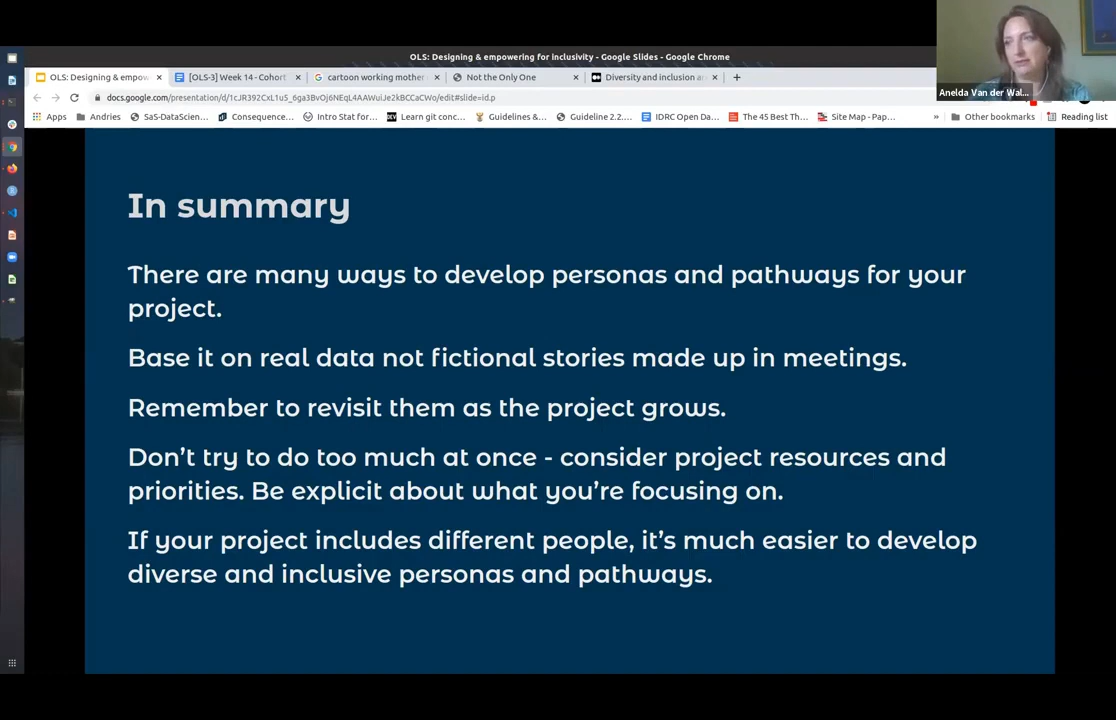 OLS: Designing & empowering for inclusivity - Google Slides - Google Chrome
OLS: Designing & empow
[OLS-3] Week 14 - Cohort
cartoon working mother
Not the Only One
Diversity and inclusion a
docs.google.com/presentation/d/1cJR392CxL1u5_6ga3BvOj6NEqL4AAWuiJe2kBCCaCWo/edit#slide=id.p
Apps
Andries
SaS-DataScien...
Consequence...
Intro Stat for...
Learn git conc...
Guidelines &...
Guideline 2.2....
IDRC Open Da...
The 45 Best Th...
Site Map - Pap...
Other bookmarks
Reading list
Anelda Van der Wal...
In summary
There are many ways to develop personas and pathways for your
project.
Base it on real data not fictional stories made up in meetings.
Remember to revisit them as the project grows.
Don't try to do too much at once - consider project resources and
priorities. Be explicit about what you're focusing on.
If your project includes different people, it's much easier to develop
diverse and inclusive personas and pathways.